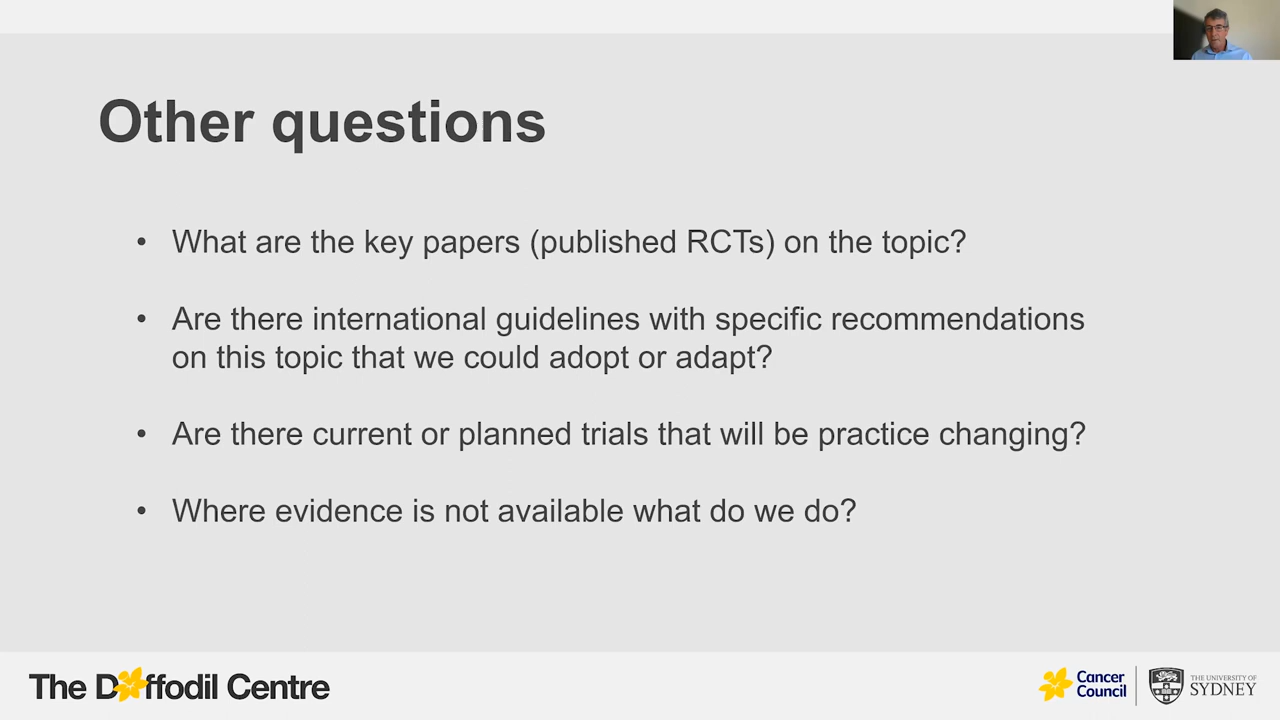 Other questions
• What are the key papers (published RCTs) on the topic?
• Are there international guidelines with specific recommendations
on this topic that we could adopt or adapt?
• Are there current or planned trials that will be practice changing?
• Where evidence is not available what do we do?
The Daffodil Centre
Cancer
Council
THE UNIVERSITY OF
SYDNEY